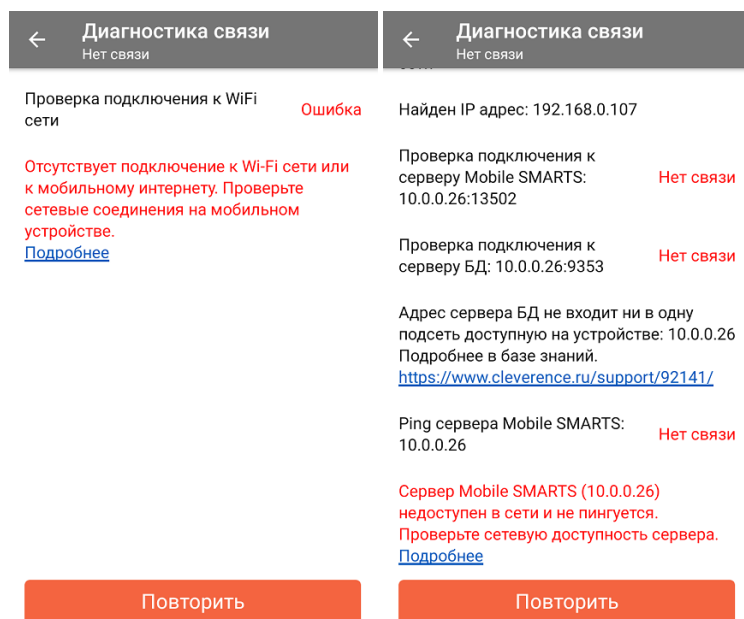 Диагностика связи
Нет связи
Проверка подключения к WiFi
сети
Ошибка
Отсутствует подключение к Wi-Fi сети или
к мобильному интернету. Проверьте
сетевые соединения на мобильном
устройстве.
Подробнее
Повторить
Диагностика связи
Нет связи
Найден IP адрес: 192.168.0.107
Проверка подключения к
серверу Mobile SMARTS:
10.0.0.26:13502
Нет связи
Проверка подключения к
серверу БД: 10.0.0.26:9353
Нет связи
Адрес сервера БД не входит ни в одну
подсеть доступную на устройстве: 10.0.0.26
Подробнее в базе знаний.
https://www.cleverence.ru/support/92141/
Ping сервера Mobile SMARTS:
10.0.0.26
Нет связи
Сервер Mobile SMARTS (10.0.0.26)
недоступен в сети и не пингуется.
Проверьте сетевую доступность сервера.
Подробнее
Повторить